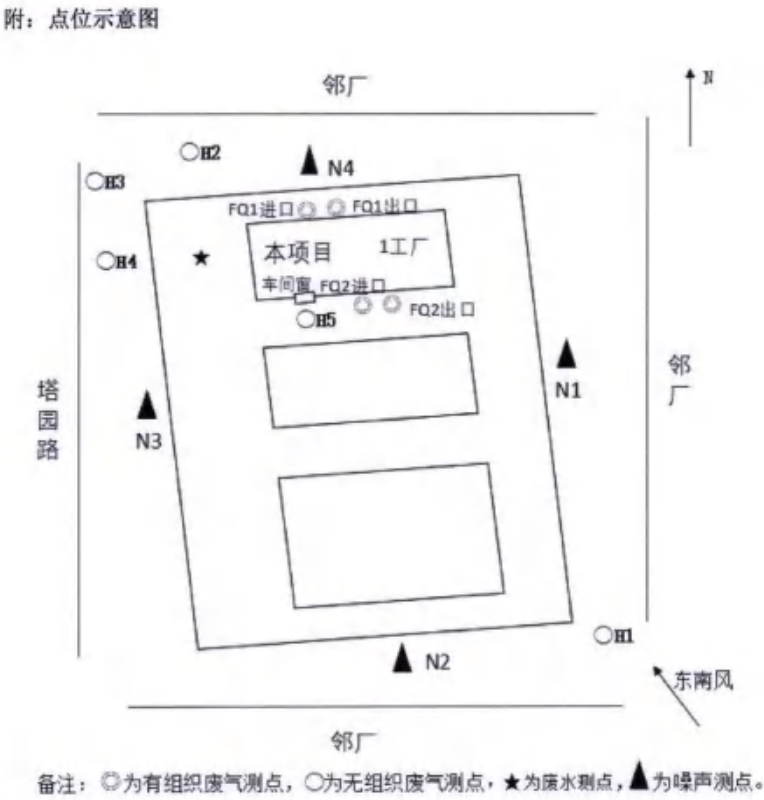 附：点位示意图
邻厂
N
H2
N4
H3
FQ1进口
FQ1出口
本项目
1工厂
H4
车间窗
FQ2进口
FQ2出口
H5
塔园路
N3
N1
邻厂
H1
N2
东南风
邻厂
备注：◎为有组织废气测点，○为无组织废气测点，★为废水测点，▲为噪声测点。